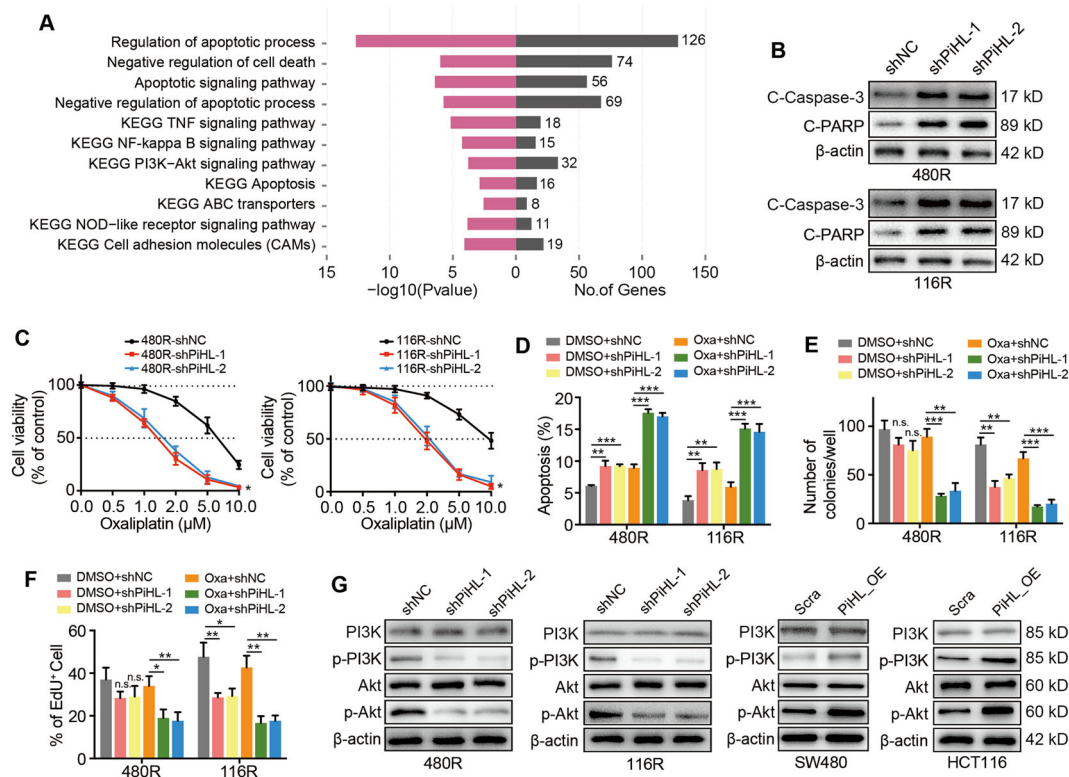 A
Regulation of apoptotic process
126
Negative regulation of cell death
74
Apoptotic signaling pathway
56
Negative regulation of apoptotic process
69
KEGG TNF signaling pathway
18
KEGG NF-kappa B signaling pathway
15
KEGG PI3K−Akt signaling pathway
32
KEGG Apoptosis
16
KEGG ABC transporters
8
KEGG NOD−like receptor signaling pathway
11
KEGG Cell adhesion molecules (CAMs)
19
15 10 5 0 50 100 150
−log10(Pvalue) No.of Genes
B
shNC shPiHL-1 shPiHL-2
C-Caspase-3 17 kD
C-PARP 89 kD
β-actin 42 kD
480R
C-Caspase-3 17 kD
C-PARP 89 kD
β-actin 42 kD
116R
C
480R-shNC
480R-shPiHL-1
480R-shPiHL-2
Cell viability
(% of control)
100
50
0
0.0 0.5 1.0 2.0 5.0 10.0
*
Oxaliplatin (μM)
116R-shNC
116R-shPiHL-1
116R-shPiHL-2
Cell viability
(% of control)
100
50
0
0.0 0.5 1.0 2.0 5.0 10.0
*
Oxaliplatin (μM)
D
DMSO+shNC Oxa+shNC
DMSO+shPiHL-1 Oxa+shPiHL-1
DMSO+shPiHL-2 Oxa+shPiHL-2
Apoptosis (%)
20
15
10
5
0
*** ** *** *** ** ** *** ***
480R 116R
E
DMSO+shNC Oxa+shNC
DMSO+shPiHL-1 Oxa+shPiHL-1
DMSO+shPiHL-2 Oxa+shPiHL-2
Number of
colonies/well
150
100
50
0
n.s. n.s. ** *** ** ** *** ***
480R 116R
F
DMSO+shNC Oxa+shNC
DMSO+shPiHL-1 Oxa+shPiHL-1
DMSO+shPiHL-2 Oxa+shPiHL-2
% of EdU⁺ Cell
60
40
20
0
n.s. n.s. ** * * ** ** **
480R 116R
G
shNC shPiHL-1 shPiHL-2
PI3K
p-PI3K
Akt
p-Akt
β-actin
480R
shNC shPiHL-1 shPiHL-2
PI3K
p-PI3K
Akt
p-Akt
β-actin
116R
Scra PiHL_OE
PI3K
p-PI3K
Akt
p-Akt
β-actin
SW480
Scra PiHL_OE
PI3K 85 kD
p-PI3K 85 kD
Akt 60 kD
p-Akt 60 kD
β-actin 42 kD
HCT116